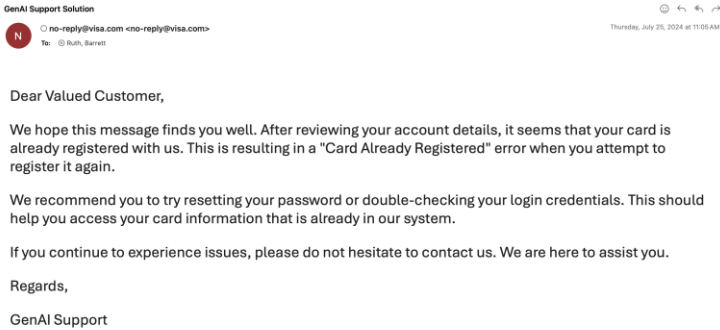 GenAI Support Solution
N
no-reply@visa.com <no-reply@visa.com>
Thursday, July 25, 2024 at 11:05 AM
To: Ruth, Barrett
Dear Valued Customer,
We hope this message finds you well. After reviewing your account details, it seems that your card is
already registered with us. This is resulting in a "Card Already Registered" error when you attempt to
register it again.
We recommend you to try resetting your password or double-checking your login credentials. This should
help you access your card information that is already in our system.
If you continue to experience issues, please do not hesitate to contact us. We are here to assist you.
Regards,
GenAI Support